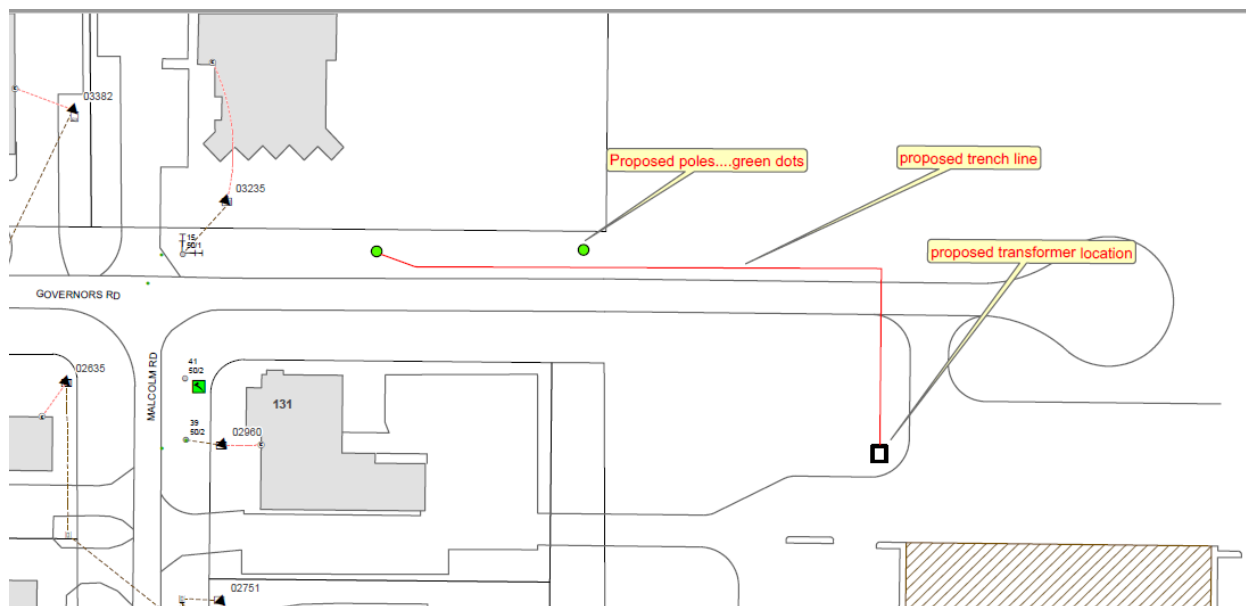 03382
Proposed poles....green dots
proposed trench line
03235
15
50/1
proposed transformer location
GOVERNORS RD
MALCOLM RD
02635
41
50/2
131
39
50/2
02960
02751